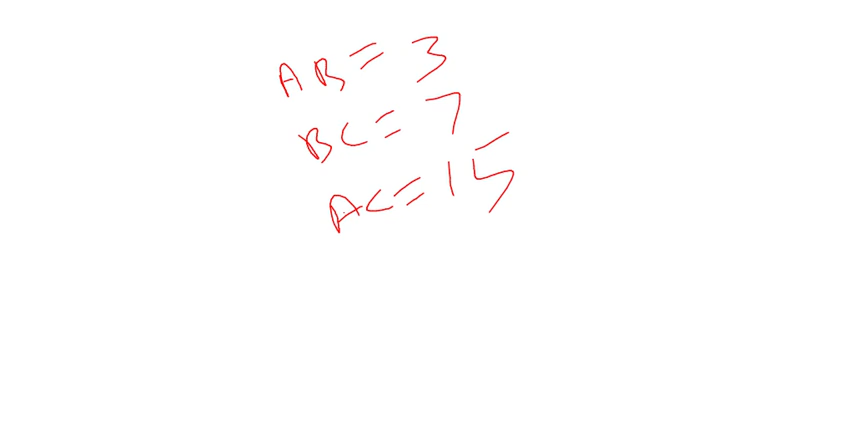 AB = 3
BC = 7
AC = 15